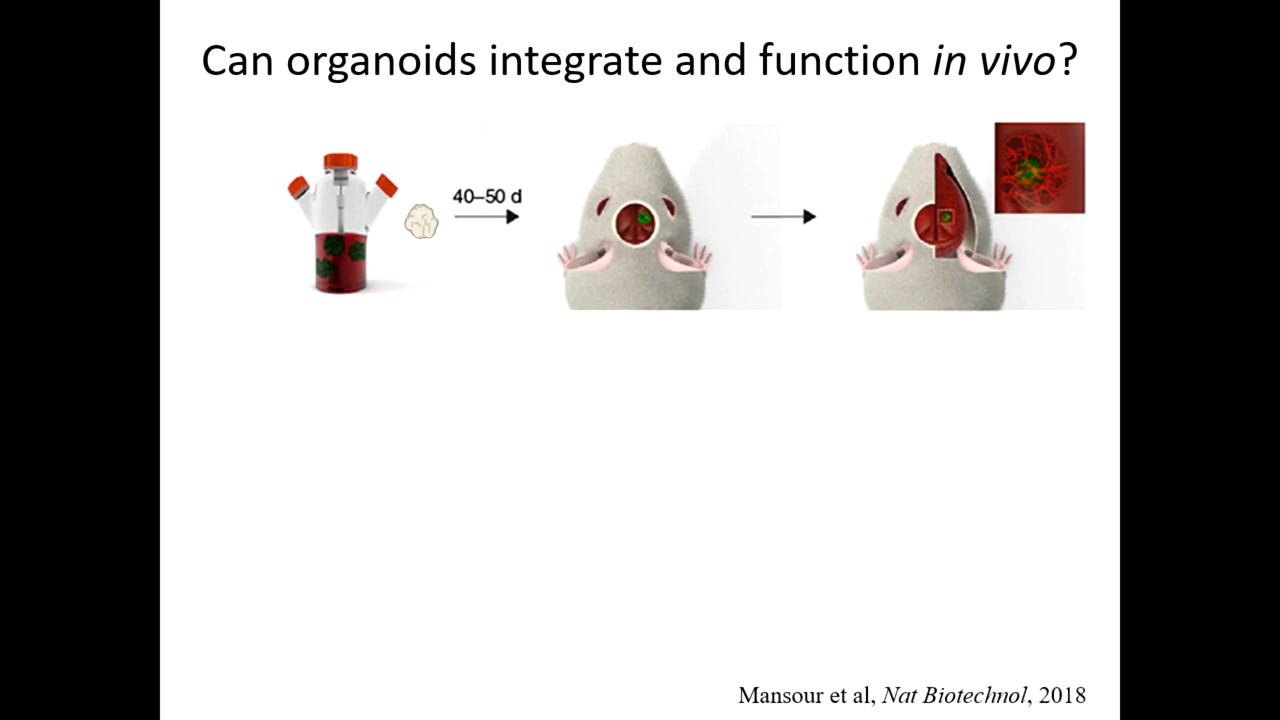 Can organoids integrate and function in vivo?
40–50 d
Mansour et al, Nat Biotechnol, 2018